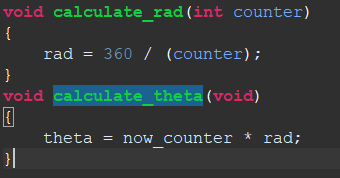 void calculate_rad(int counter)
{
    rad = 360 / (counter);
}
void calculate_theta(void)
{
    theta = now_counter * rad;
}